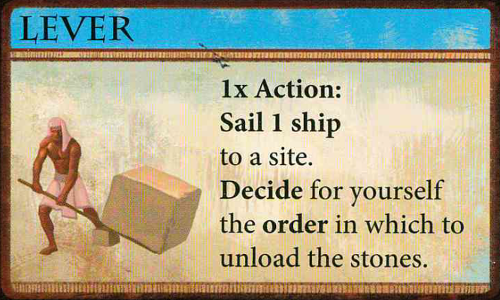 LEVER
1x Action:
Sail 1 ship
to a site.
Decide for yourself
the order in which to
unload the stones.